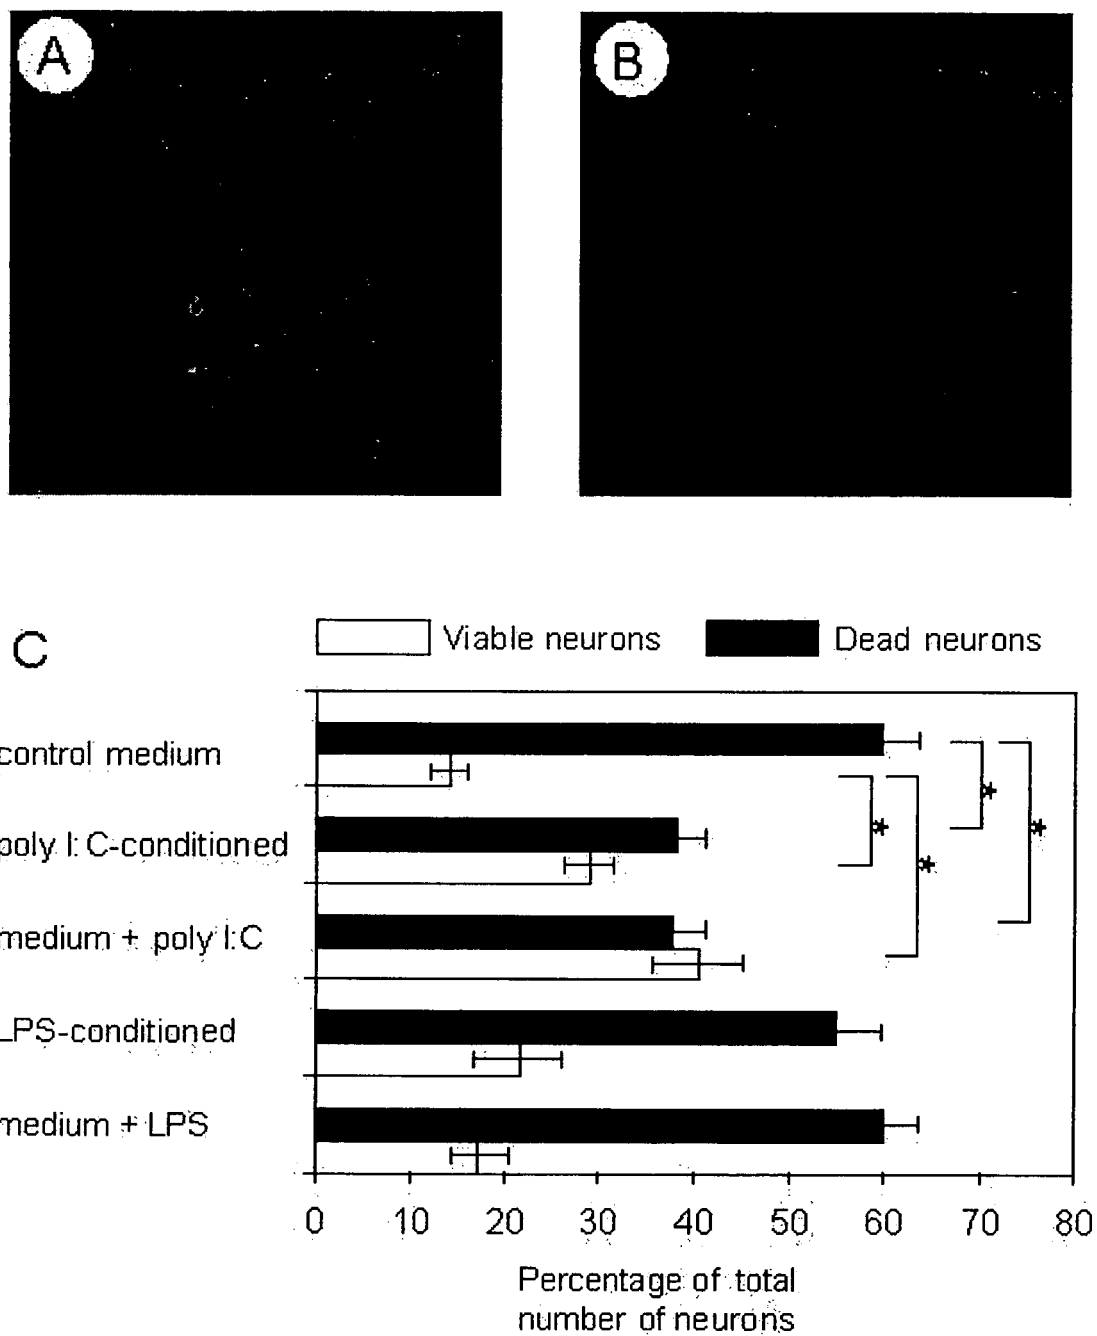 A
B
C
Viable neurons
Dead neurons
control medium
poly I:C-conditioned
medium + poly I:C
LPS-conditioned
medium + LPS
*
*
*
*
0 10 20 30 40 50 60 70 80
Percentage of total
number of neurons